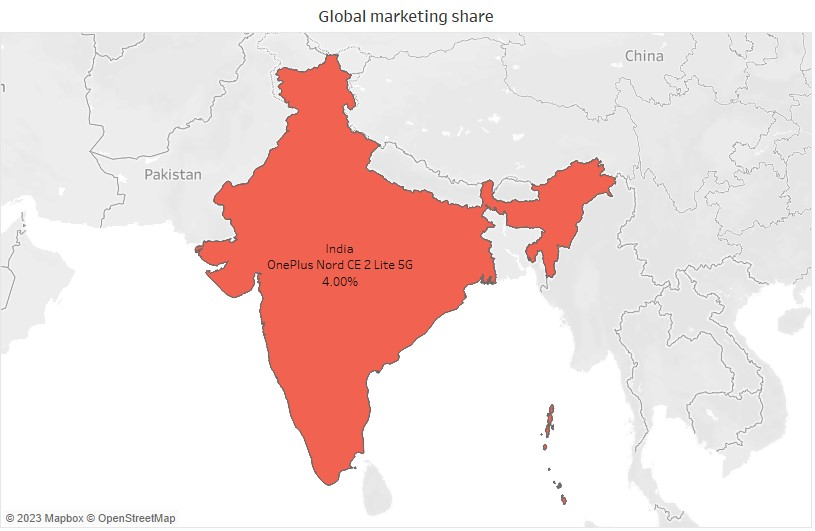 Global marketing share
China
Pakistan
India
OnePlus Nord CE 2 Lite 5G
4.00%
© 2023 Mapbox © OpenStreetMap